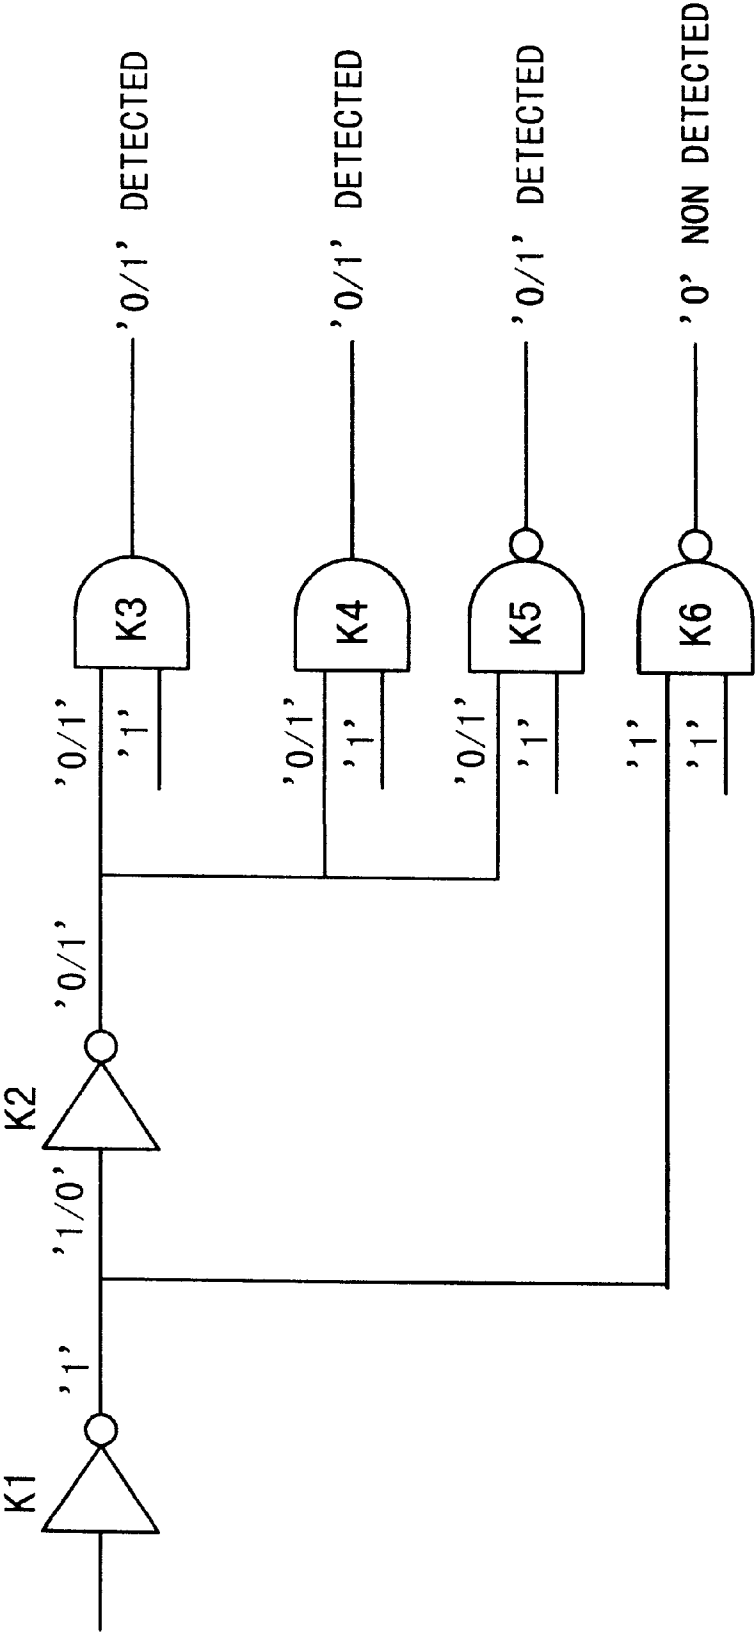 K1
K2
'1'
'1/0'
'0/1'
'0/1'
'1'
K3
'0/1' DETECTED
'0/1'
'1'
K4
'0/1' DETECTED
'0/1'
'1'
K5
'0/1' DETECTED
'1'
'1'
K6
'0' NON DETECTED